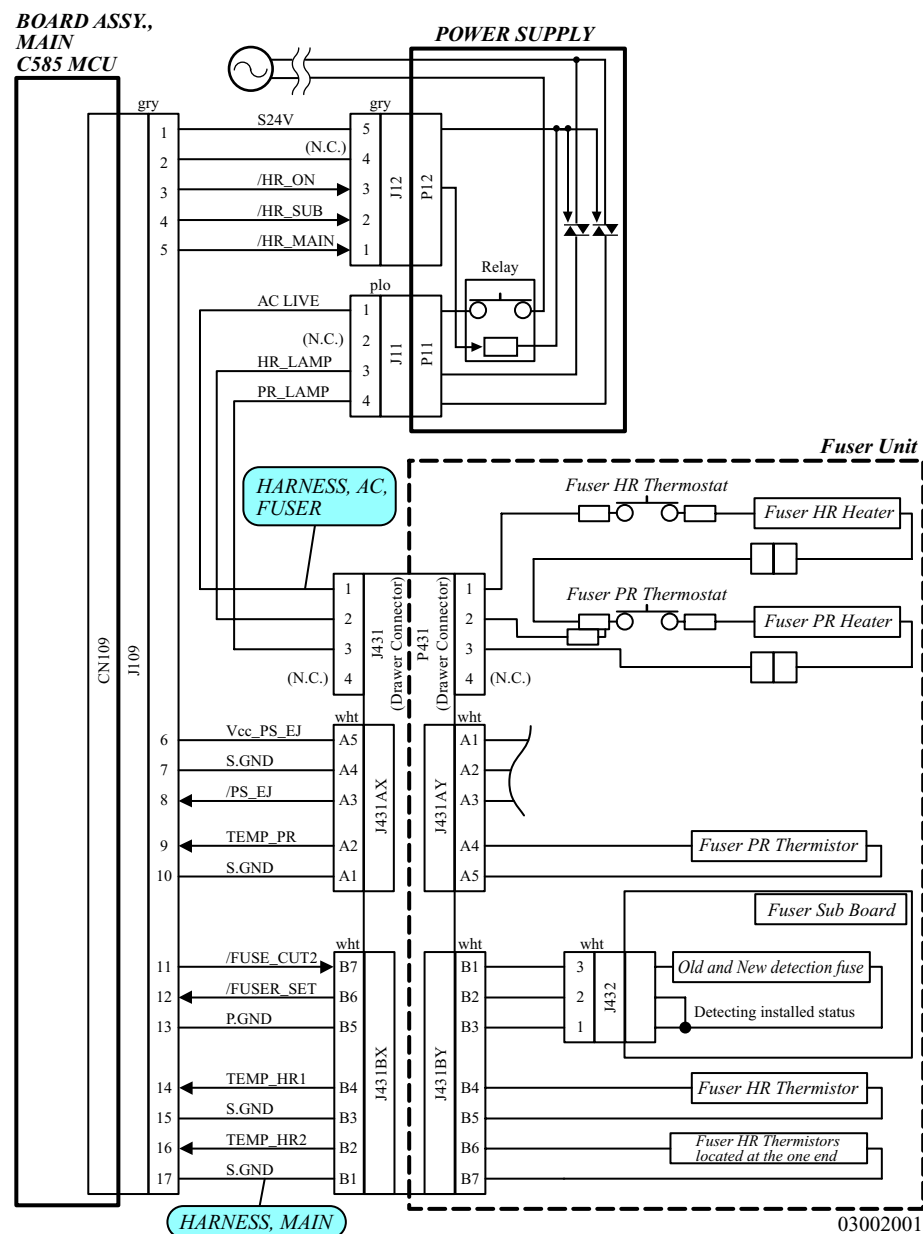 BOARD ASSY.,
MAIN
C585 MCU
POWER SUPPLY
gry
gry
1
S24V
5
2
(N.C.)
4
3
/HR_ON
3
4
/HR_SUB
2
5
/HR_MAIN
1
J12
P12
Relay
plo
AC LIVE
1
(N.C.)
2
HR_LAMP
3
PR_LAMP
4
J11
P11
Fuser Unit
HARNESS, AC,
FUSER
Fuser HR Thermostat
Fuser HR Heater
Fuser PR Thermostat
Fuser PR Heater
1
2
3
(N.C.)
4
J431
(Drawer Connector)
P431
(Drawer Connector)
1
2
3
4
(N.C.)
CN109
J109
wht
wht
6
Vcc_PS_EJ
A5
A1
7
S.GND
A4
A2
8
/PS_EJ
A3
A3
9
TEMP_PR
A2
A4
Fuser PR Thermistor
10
S.GND
A1
A5
J431AX
J431AY
Fuser Sub Board
wht
wht
wht
11
/FUSE_CUT2
B7
B1
3
Old and New detection fuse
12
/FUSER_SET
B6
B2
2
Detecting installed status
13
P.GND
B5
B3
1
J432
J431BX
J431BY
14
TEMP_HR1
B4
B4
Fuser HR Thermistor
15
S.GND
B3
B5
16
TEMP_HR2
B2
B6
Fuser HR Thermistors
located at the one end
17
S.GND
B1
B7
HARNESS, MAIN
03002001